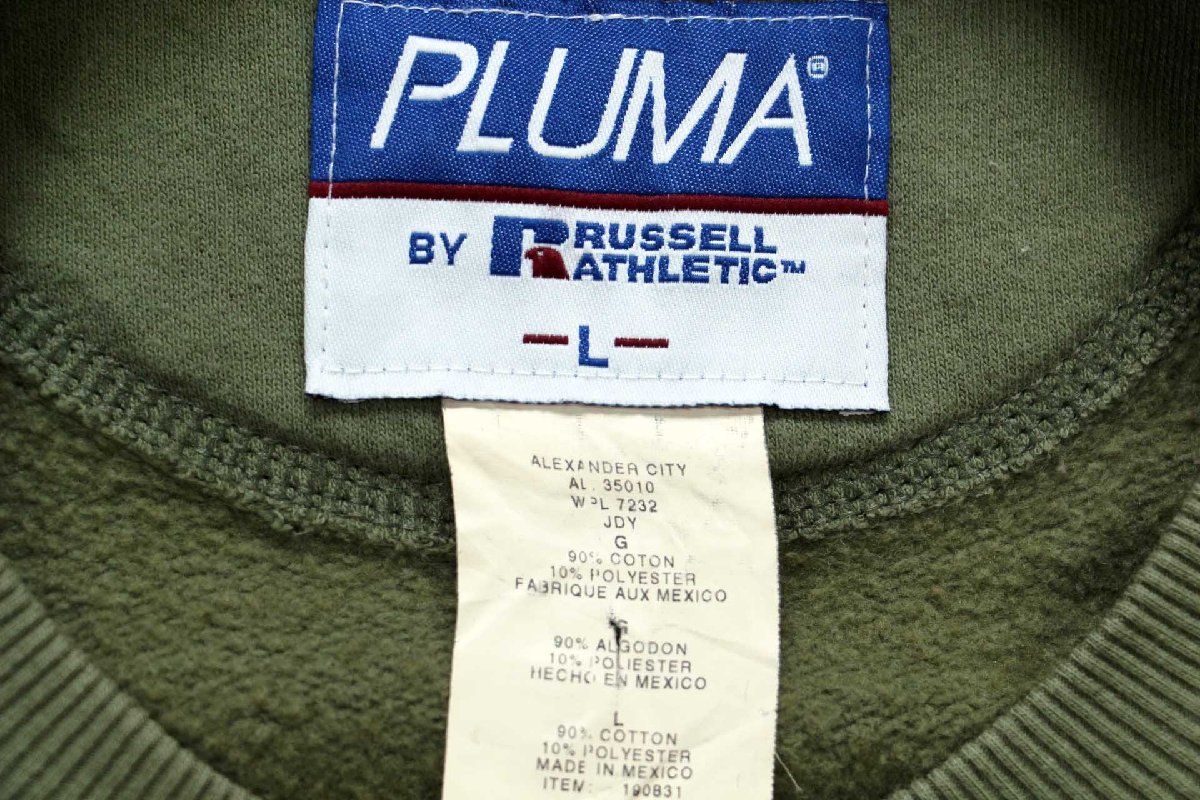 PLUMA®
BY RUSSELL
ATHLETIC™
— L —
ALEXANDER CITY
AL. 35010
WPL 7232
JDY
G
90% COTON
10% POLYESTER
FABRIQUE AUX MEXICO
G
90% ALGODON
10% POLIESTER
HECHO EN MEXICO
L
90% COTTON
10% POLYESTER
MADE IN MEXICO
ITEM: 190831